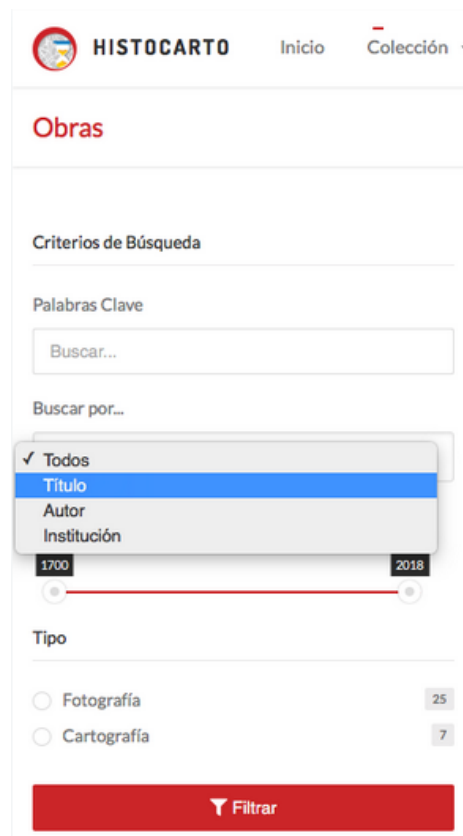 HISTOCARTO Inicio Colección
Obras
Criterios de Búsqueda
Palabras Clave
Buscar...
Buscar por...
✓ Todos
Título
Autor
Institución
1700 2018
Tipo
Fotografía 25
Cartografía 7
Filtrar